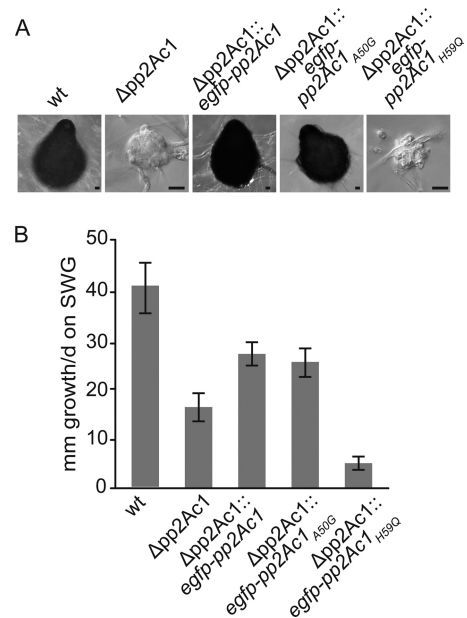 A
wt
Δpp2Ac1
Δpp2Ac1::
egfp-pp2Ac1
Δpp2Ac1::
egfp-
pp2Ac1 A50G
Δpp2Ac1::
egfp-
pp2Ac1 H59Q
B
mm growth/d on SWG
50
40
30
20
10
0
wt
Δpp2Ac1
Δpp2Ac1::
egfp-pp2Ac1
Δpp2Ac1::
egfp-pp2Ac1 A50G
Δpp2Ac1::
egfp-pp2Ac1 H59Q